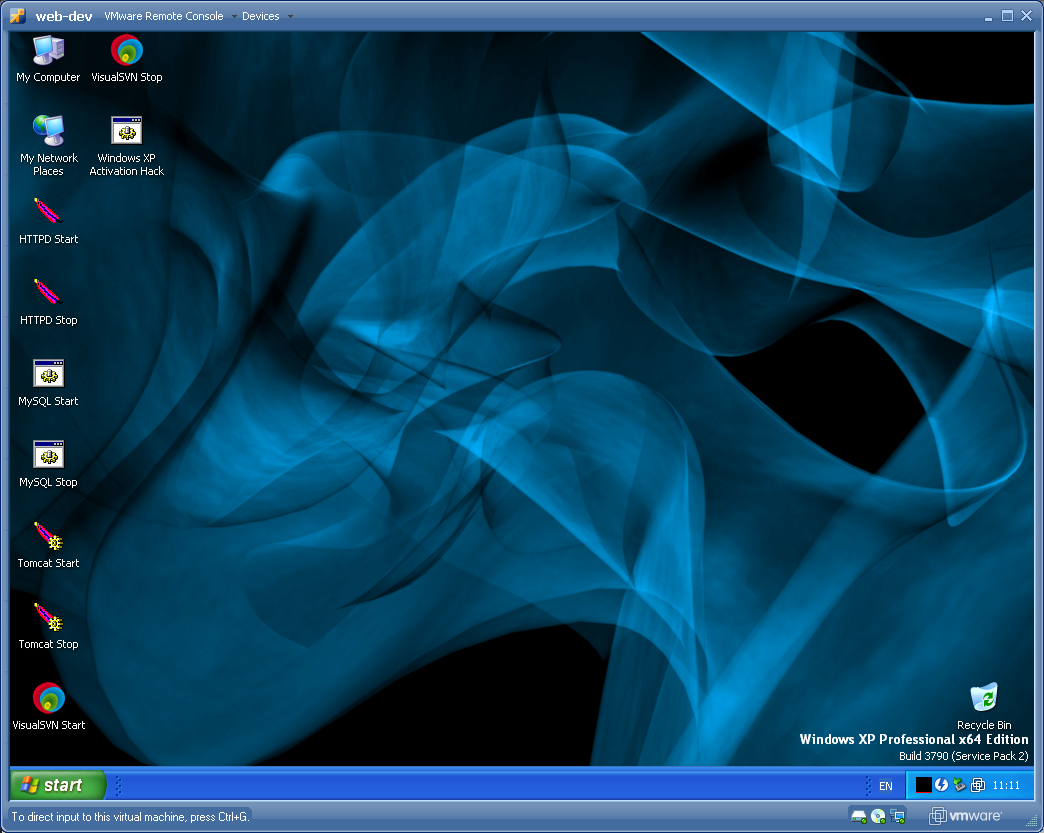 web-dev VMware Remote Console Devices
My Computer
VisualSVN Stop
My Network
Places
Windows XP
Activation Hack
HTTPD Start
HTTPD Stop
MySQL Start
MySQL Stop
Tomcat Start
Tomcat Stop
VisualSVN Start
Recycle Bin
Windows XP Professional x64 Edition
Build 3790 (Service Pack 2)
start
EN
11:11
To direct input to this virtual machine, press Ctrl+G.
vmware